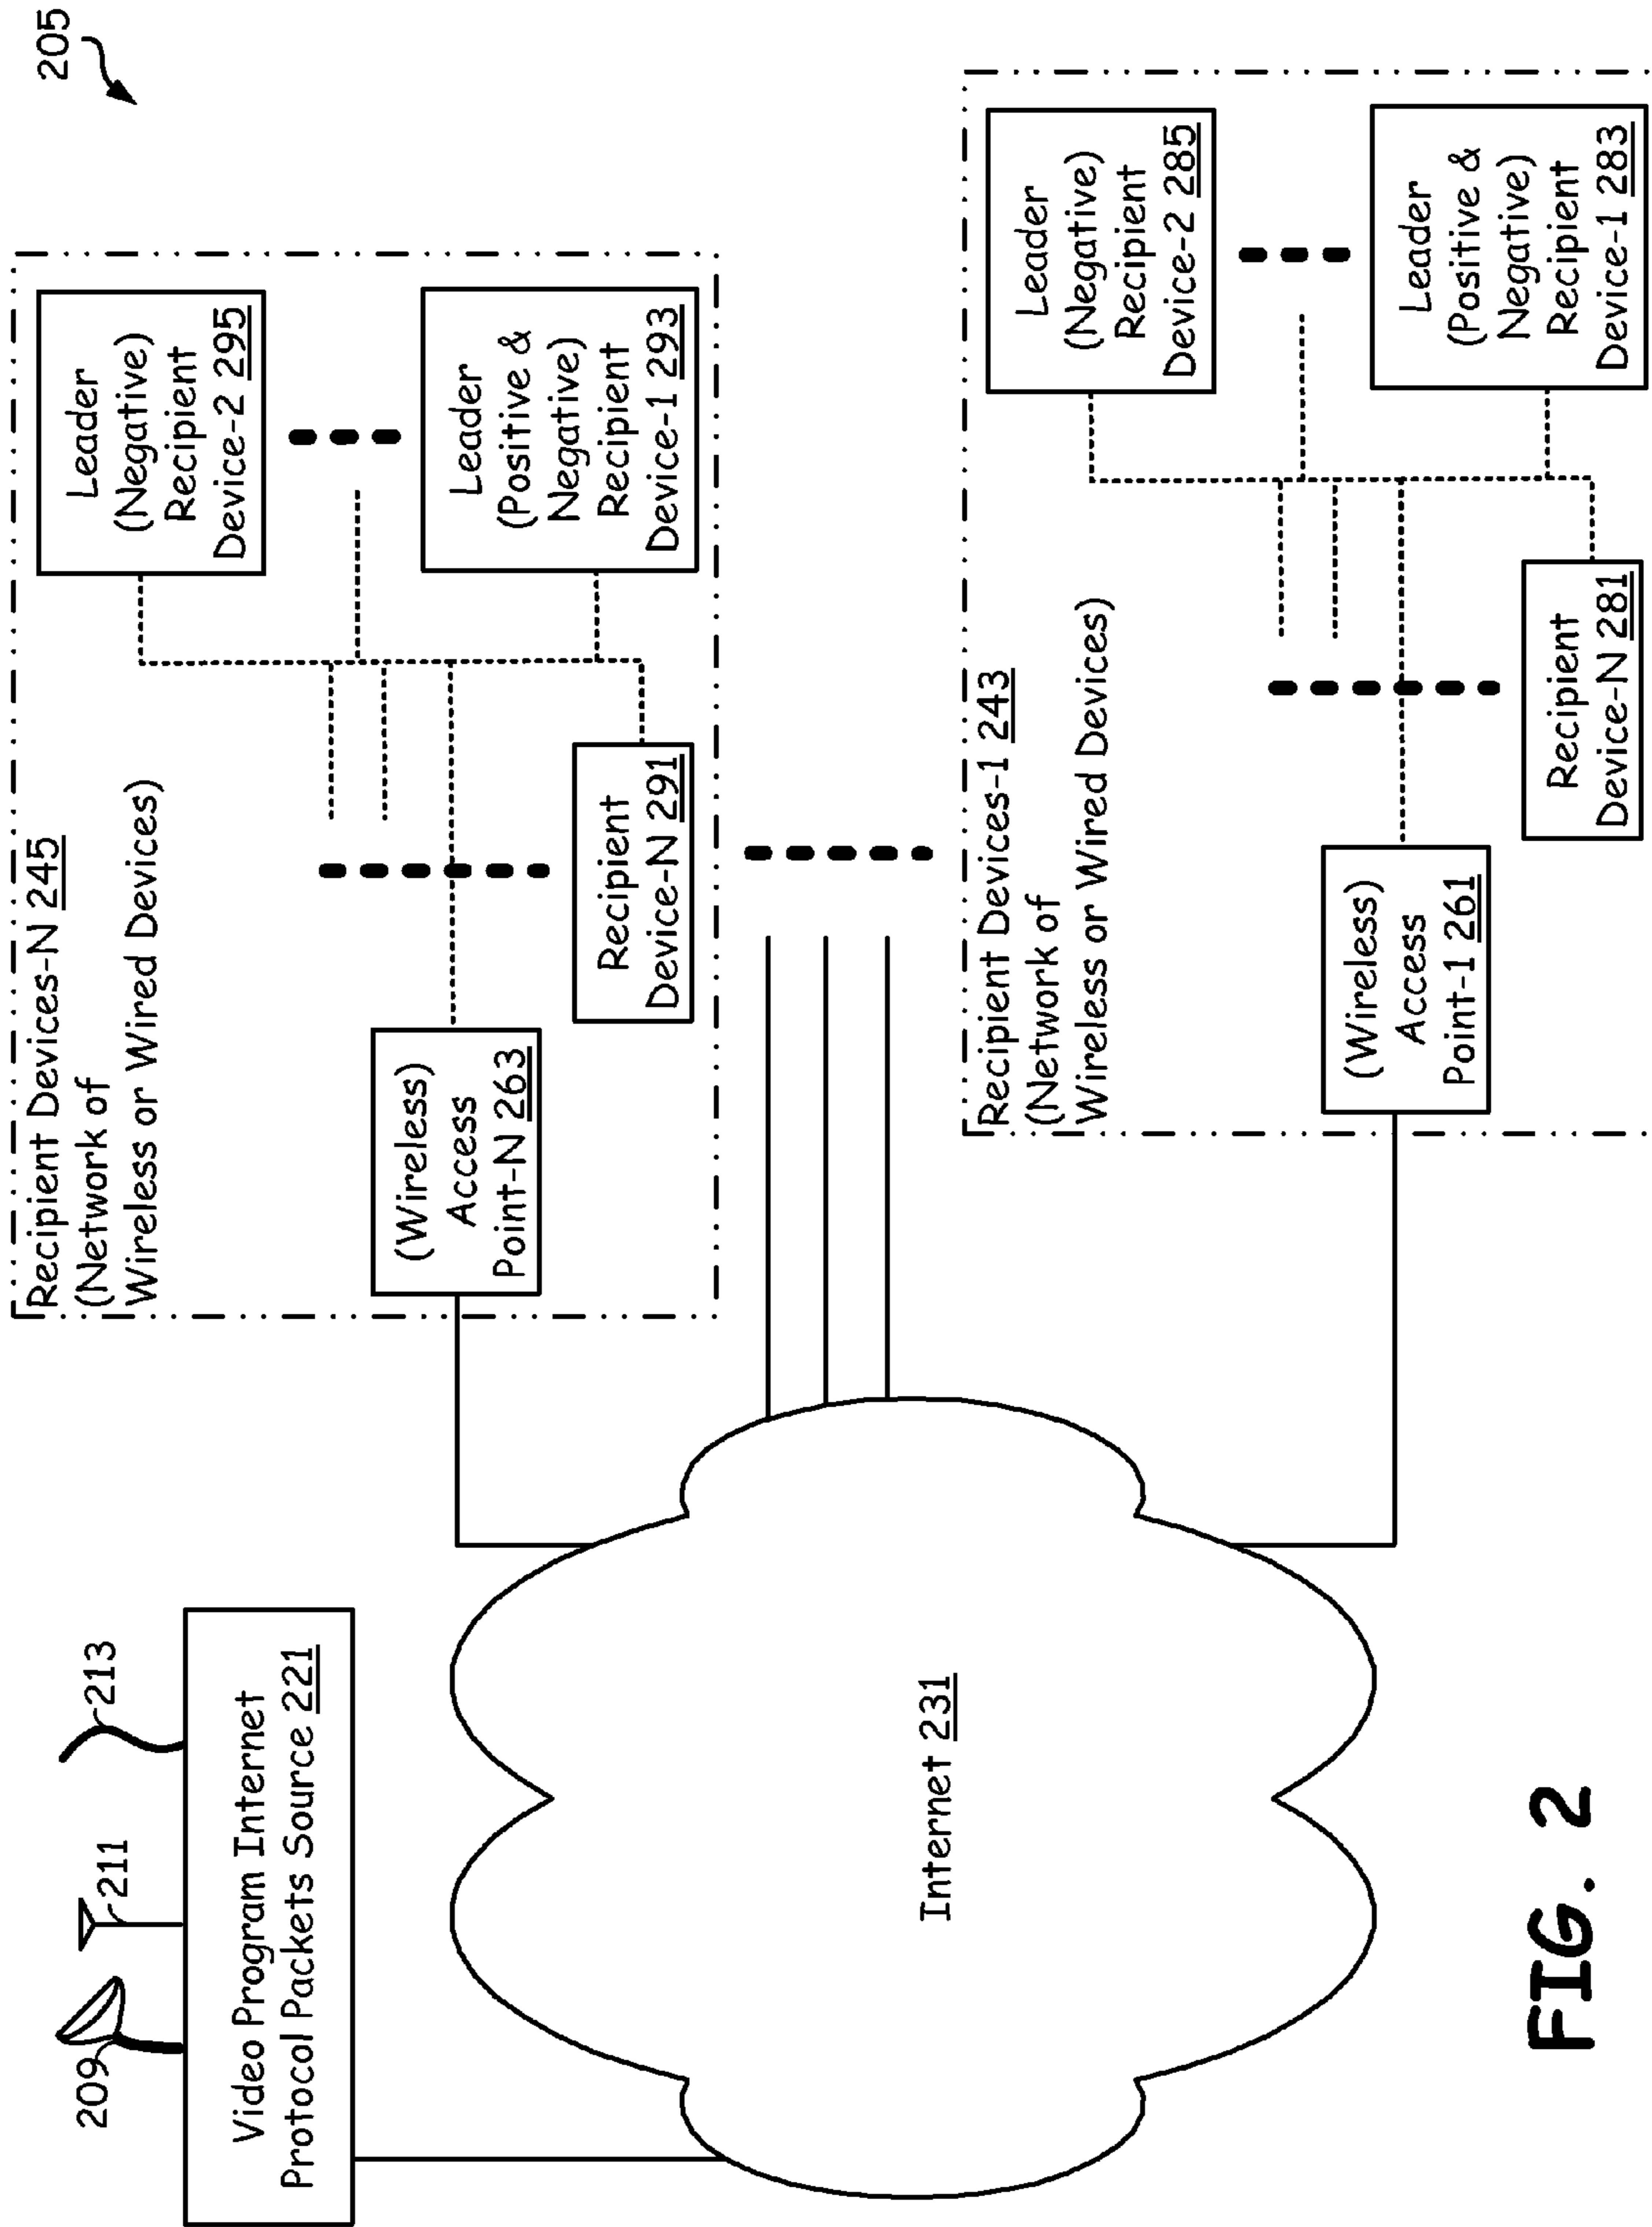 205
209
211
213
Video Program Internet
Protocol Packets Source 221
Internet 231
Recipient Devices-N 245
(Network of
Wireless or Wired Devices)
(Wireless)
Access
Point-N 263
Recipient
Device-N 291
Leader
(Negative)
Recipient
Device-2 295
Leader
(Positive &
Negative)
Recipient
Device-1 293
Recipient Devices-1 243
(Network of
Wireless or Wired Devices)
(Wireless)
Access
Point-1 261
Recipient
Device-N 281
Leader
(Negative)
Recipient
Device-2 285
Leader
(Positive &
Negative)
Recipient
Device-1 283
FIG. 2